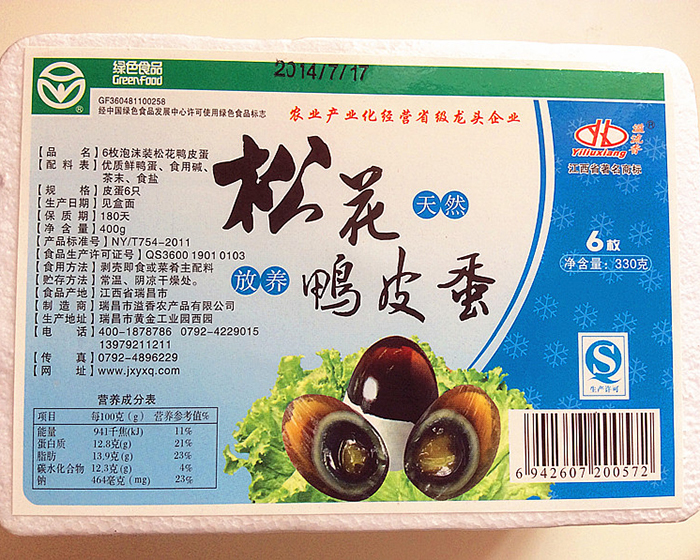 绿色食品
GreenFood
2014/7/17
GF360481100258
经中国绿色食品发展中心许可使用绿色食品标志
农业产业化经营省级龙头企业
溢流香
Yiliuxiang
江西省著名商标
【品名】6枚泡沫装松花鸭皮蛋
【配料表】优质鲜鸭蛋、食用碱、
茶末、食盐
【规格】皮蛋6只
【生产日期】见盒面
【保质期】180天
【净含量】400g
【产品标准号】NY/T754-2011
【食品生产许可证号】QS3600 1901 0103
【食用方法】剥壳即食或菜肴主配料
【贮存方法】常温、阴凉干燥处。
【食品产地】江西省瑞昌市
【制造商】瑞昌市溢香农产品有限公司
【生产地址】瑞昌市黄金工业园西园
【电话】400-1878786 0792-4229015
13979211211
【传真】0792-4896229
【网址】www.jxyxq.com
松花
天然
放养
鸭皮蛋
6枚
净含量：330克
营养成分表
项目 每100克(g) 营养参考值%
能量 941千焦(kJ) 11%
蛋白质 12.8克(g) 21%
脂肪 13.9克(g) 23%
碳水化合物 12.3克(g) 4%
钠 464毫克(mg) 23%
生产许可
6 942607 200572